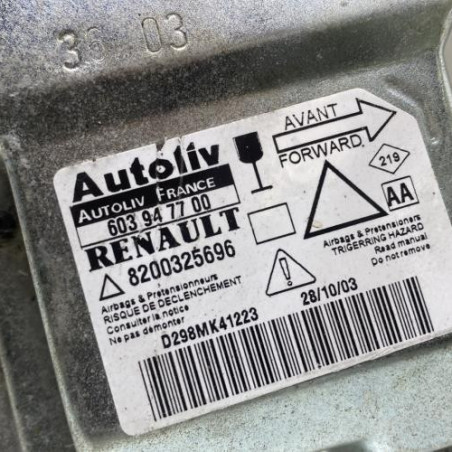 36 03
Autoliv
AUTOLIV FRANCE
603 94 77 00
RENAULT
8200325696
Airbags & Pretensionneurs
RISQUE DE DECLENCHEMENT
Consulter la notice
Ne pas démonter
AVANT
FORWARD
219
AA
Airbags & Pretensioners
TRIGERRING HAZARD
Read manual
Do not remove
28/10/03
D298MK41223